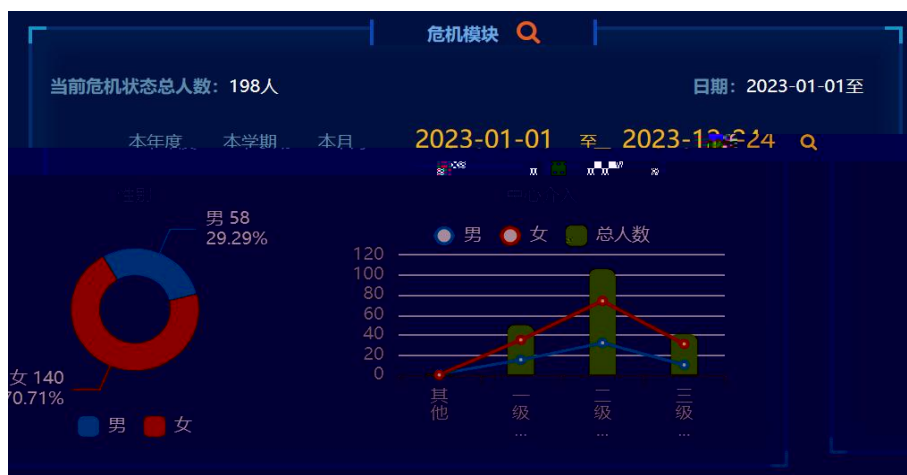 危机模块
当前危机状态总人数：198人
日期：2023-01-01至
本年度 本学期 本月
2023-01-01 至
男 58
29.29%
男 女 总人数
120
100
80
60
40
20
0
其他 一级... 二级... 三级...
女 140
70.71%
男 女